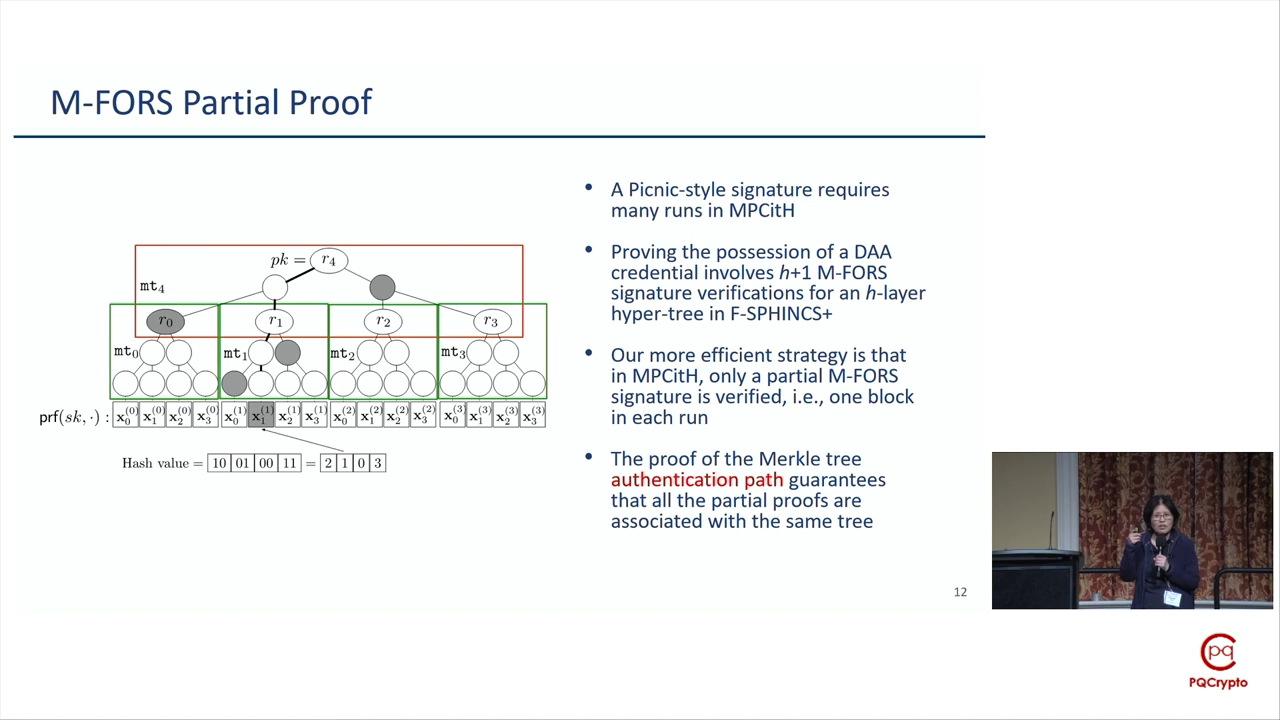 M-FORS Partial Proof
pk = r₄
mt₄
r₀ r₁ r₂ r₃
mt₀ mt₁ mt₂ mt₃
prf(sk, ·) : x₀⁽⁰⁾ x₁⁽⁰⁾ x₂⁽⁰⁾ x₃⁽⁰⁾ x₀⁽¹⁾ x₁⁽¹⁾ x₂⁽¹⁾ x₃⁽¹⁾ x₀⁽²⁾ x₁⁽²⁾ x₂⁽²⁾ x₃⁽²⁾ x₀⁽³⁾ x₁⁽³⁾ x₂⁽³⁾ x₃⁽³⁾
Hash value = 10 01 00 11 = 2 1 0 3
• A Picnic-style signature requires
many runs in MPCitH
• Proving the possession of a DAA
credential involves h+1 M-FORS
signature verifications for an h-layer
hyper-tree in F-SPHINCS+
• Our more efficient strategy is that
in MPCitH, only a partial M-FORS
signature is verified, i.e., one block
in each run
• The proof of the Merkle tree
authentication path guarantees
that all the partial proofs are
associated with the same tree
12
pq
PQCrypto